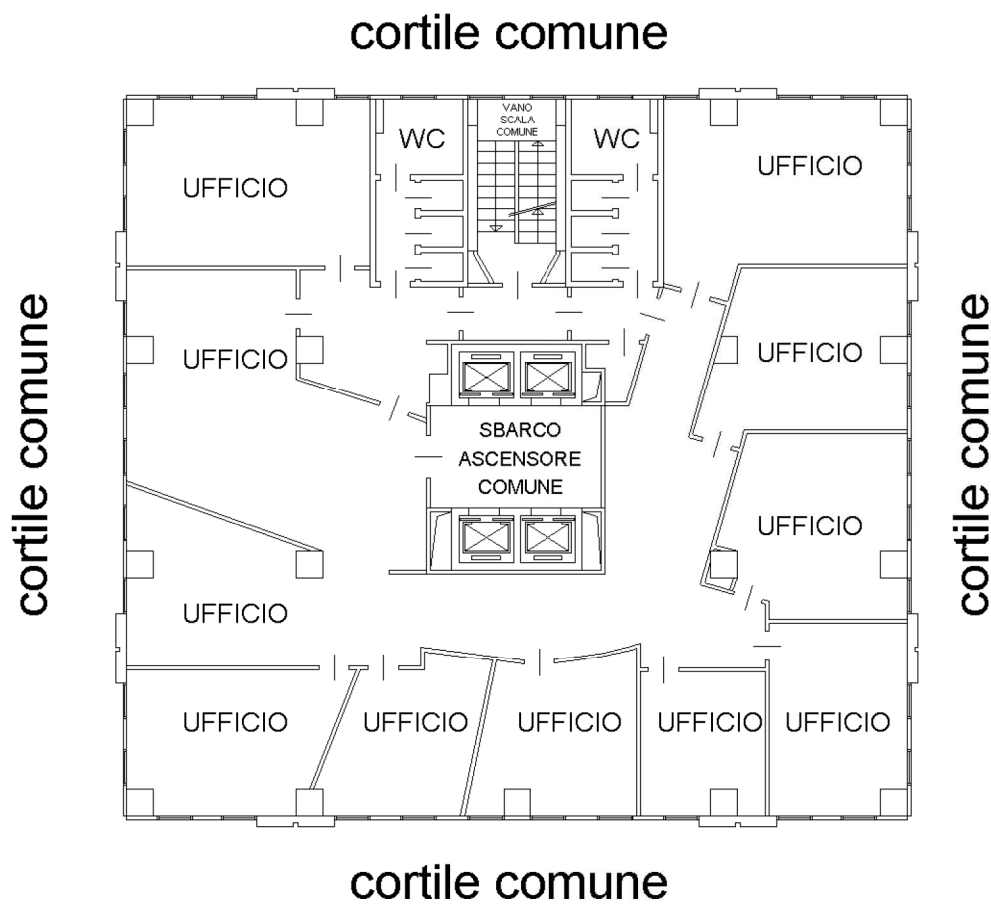 cortile comune
VANO
SCALA
COMUNE
WC
WC
UFFICIO
UFFICIO
UFFICIO
UFFICIO
cortile comune
cortile comune
SBARCO
ASCENSORE
COMUNE
UFFICIO
UFFICIO
UFFICIO
UFFICIO
UFFICIO
UFFICIO
UFFICIO
cortile comune